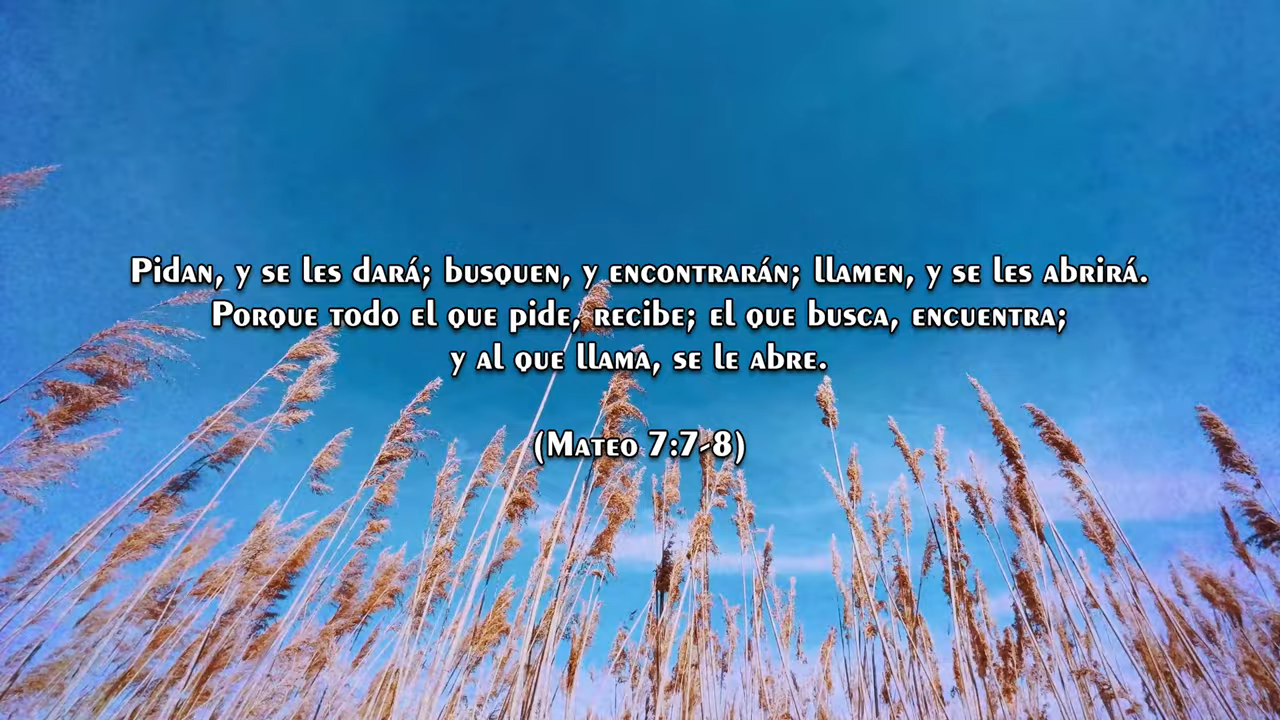 Pidan, y se les dará; busquen, y encontrarán; llamen, y se les abrirá.
Porque todo el que pide, recibe; el que busca, encuentra;
y al que llama, se le abre.
(Mateo 7:7-8)